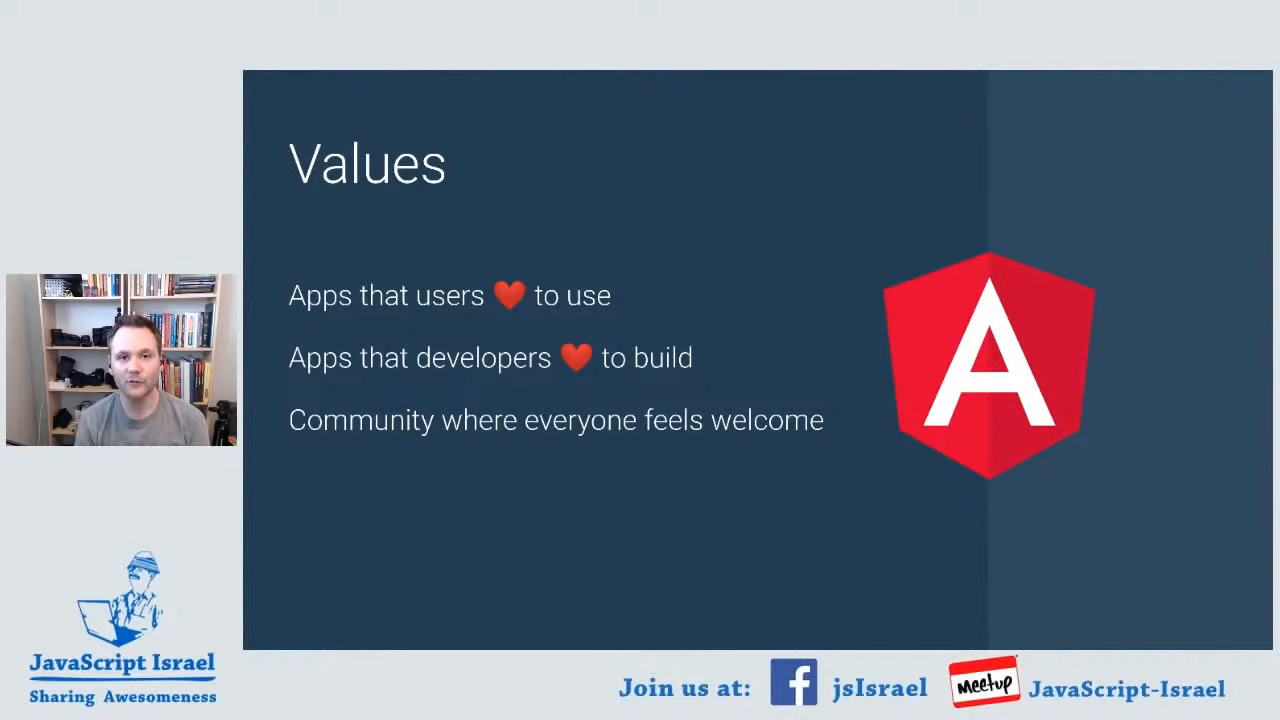 Values
Apps that users ❤️ to use
Apps that developers ❤️ to build
Community where everyone feels welcome
A
JavaScript Israel
Sharing Awesomeness
Join us at: f jsIsrael Meetup JavaScript-Israel